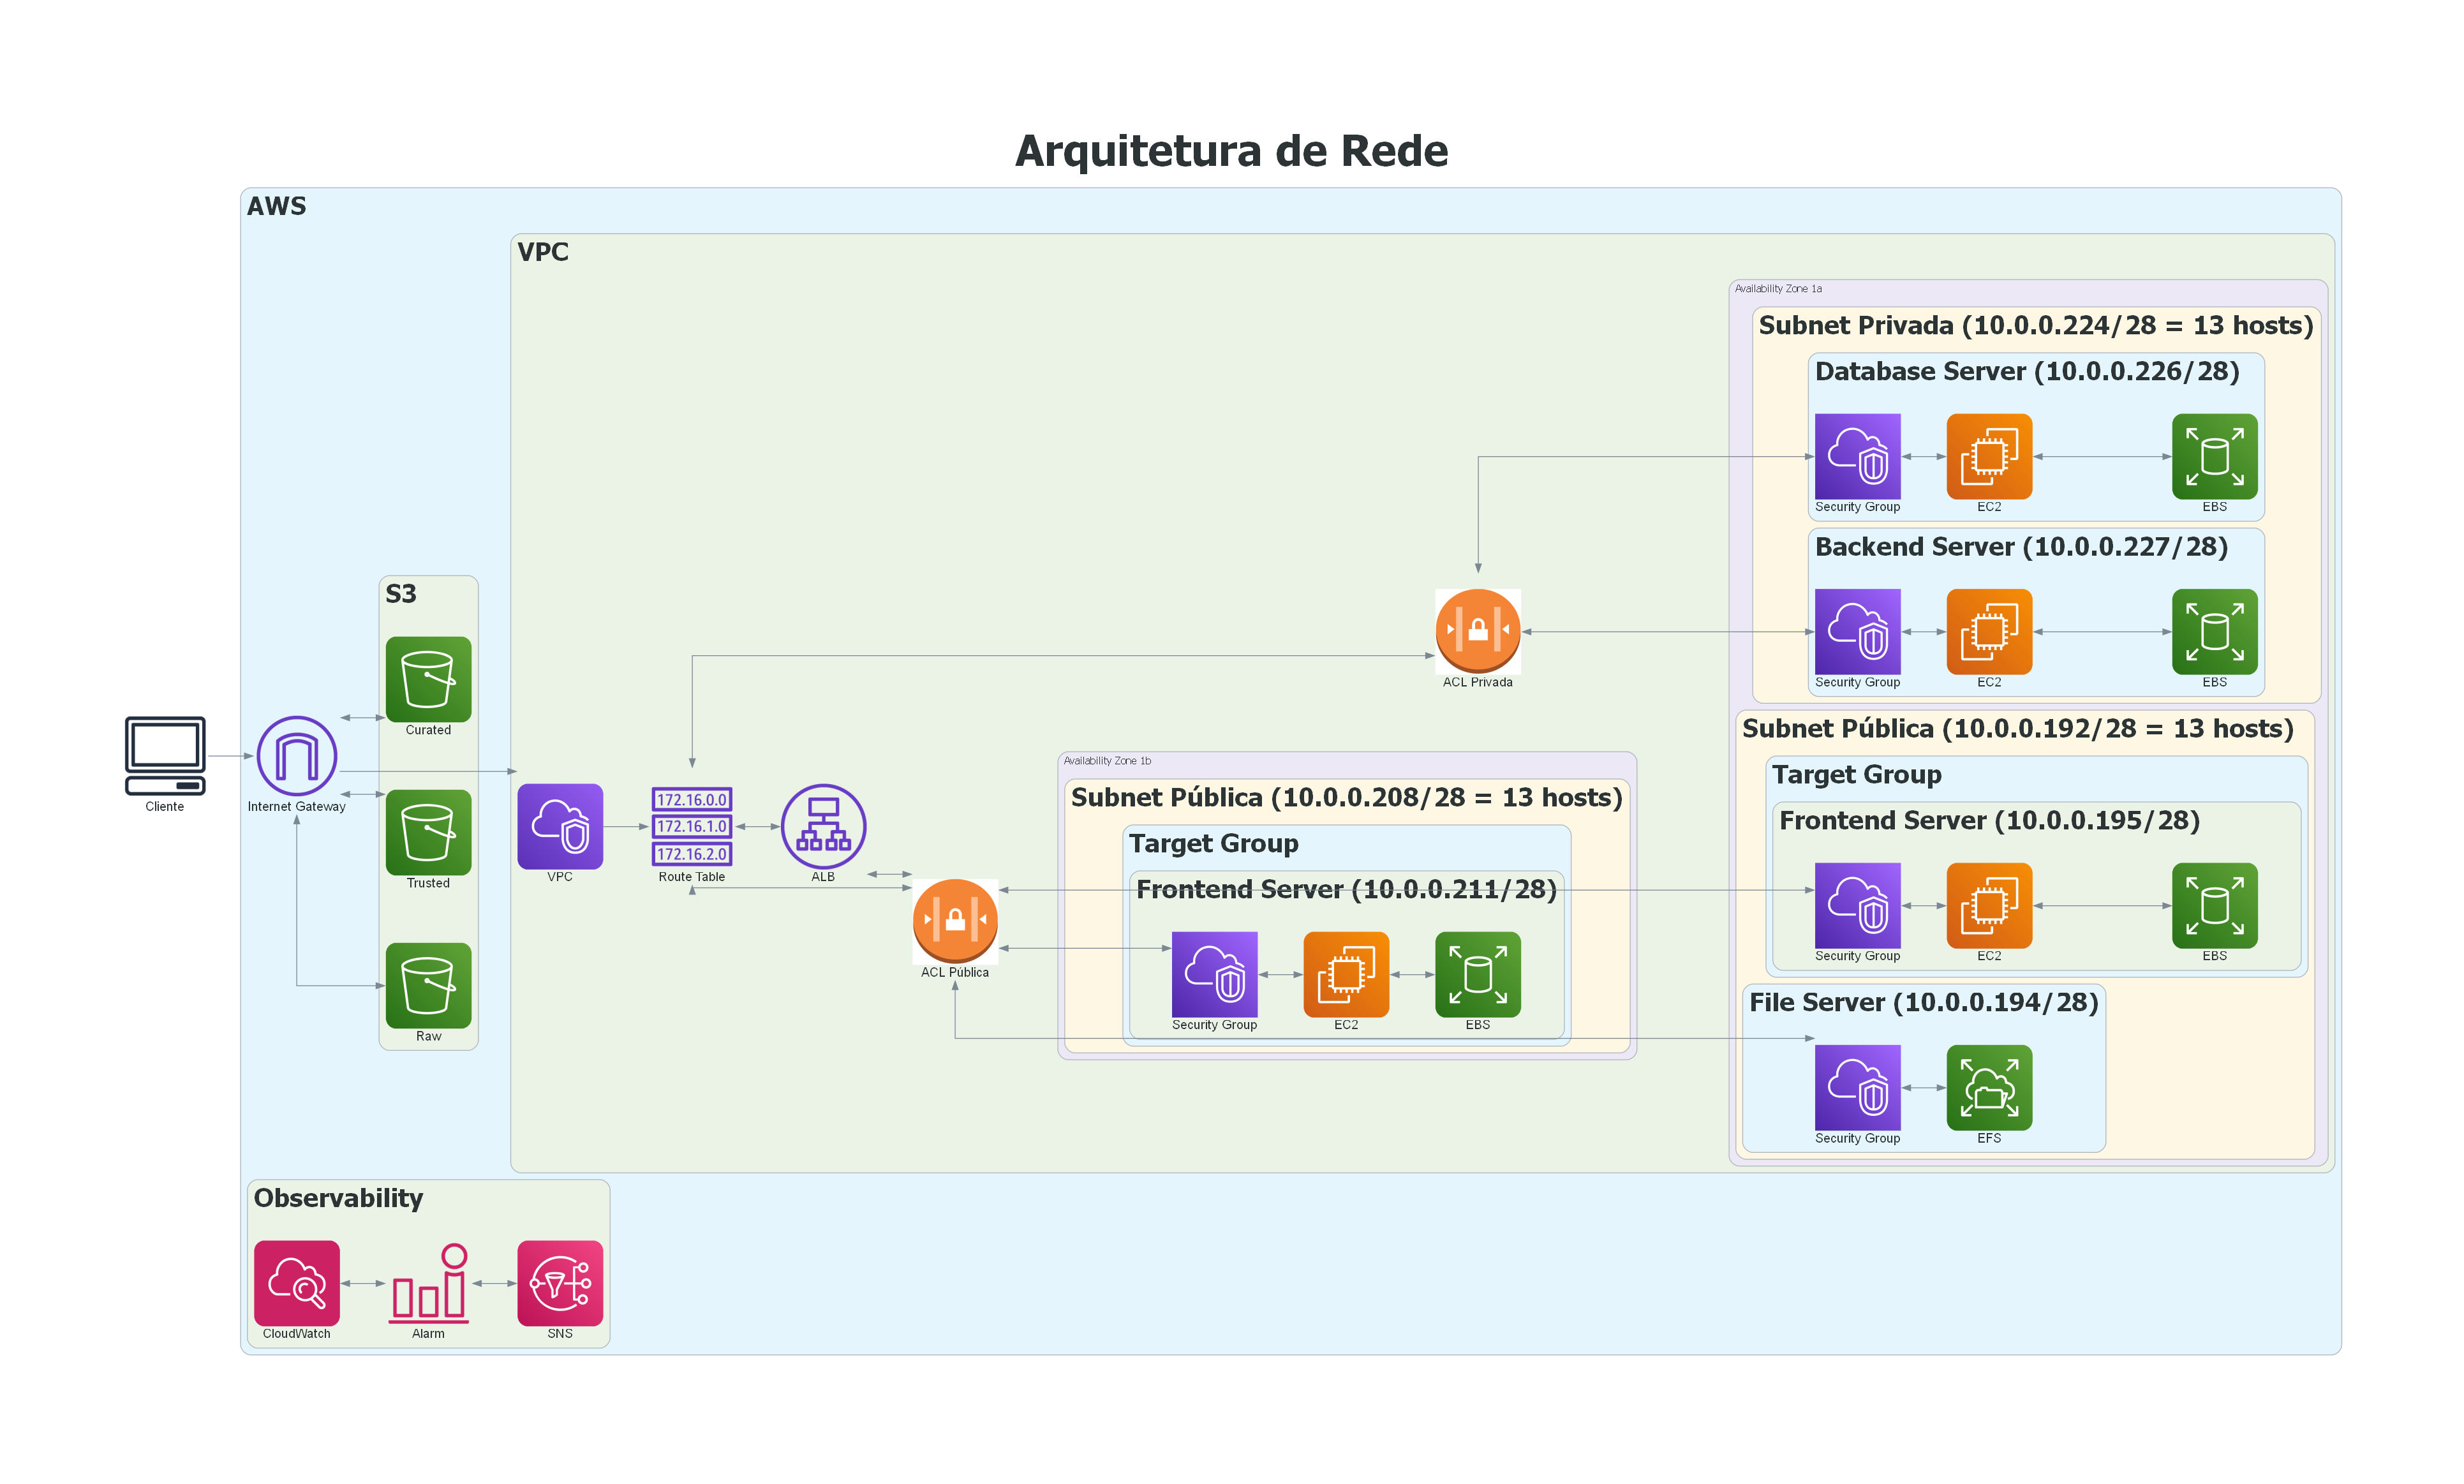 Arquitetura de Rede
AWS
VPC
Availability Zone 1a
Subnet Privada (10.0.0.224/28 = 13 hosts)
Database Server (10.0.0.226/28)
Security Group
EC2
EBS
Backend Server (10.0.0.227/28)
Security Group
EC2
EBS
ACL Privada
Subnet Pública (10.0.0.192/28 = 13 hosts)
Target Group
Frontend Server (10.0.0.195/28)
Security Group
EC2
EBS
File Server (10.0.0.194/28)
Security Group
EFS
S3
Curated
Trusted
Raw
Cliente
Internet Gateway
VPC
172.16.0.0
172.16.1.0
172.16.2.0
Route Table
ALB
ACL Pública
Availability Zone 1b
Subnet Pública (10.0.0.208/28 = 13 hosts)
Target Group
Frontend Server (10.0.0.211/28)
Security Group
EC2
EBS
Observability
CloudWatch
Alarm
SNS